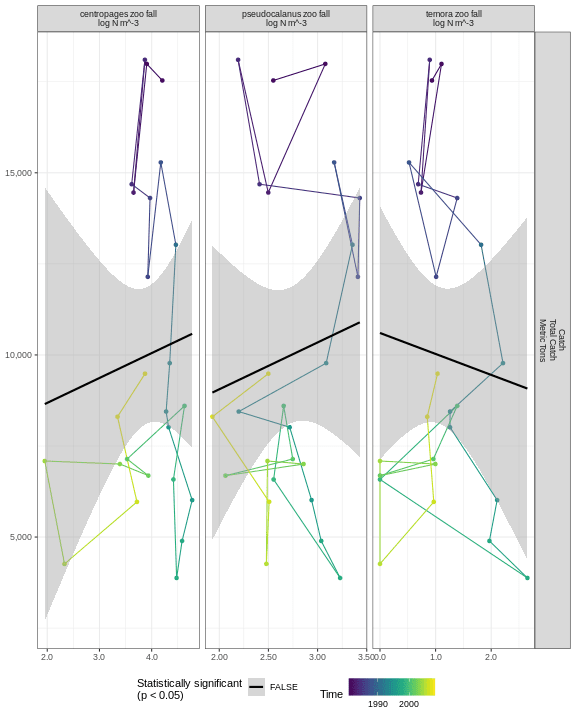 centropages zoo fall
log N m^-3
pseudocalanus zoo fall
log N m^-3
temora zoo fall
log N m^-3
15,000
10,000
5,000
Catch
Total Catch
Metric Tons
2.0 3.0 4.0
2.00 2.50 3.00 3.50
0.0 1.0 2.0
Statistically significant
(p < 0.05)
FALSE
Time
1990 2000